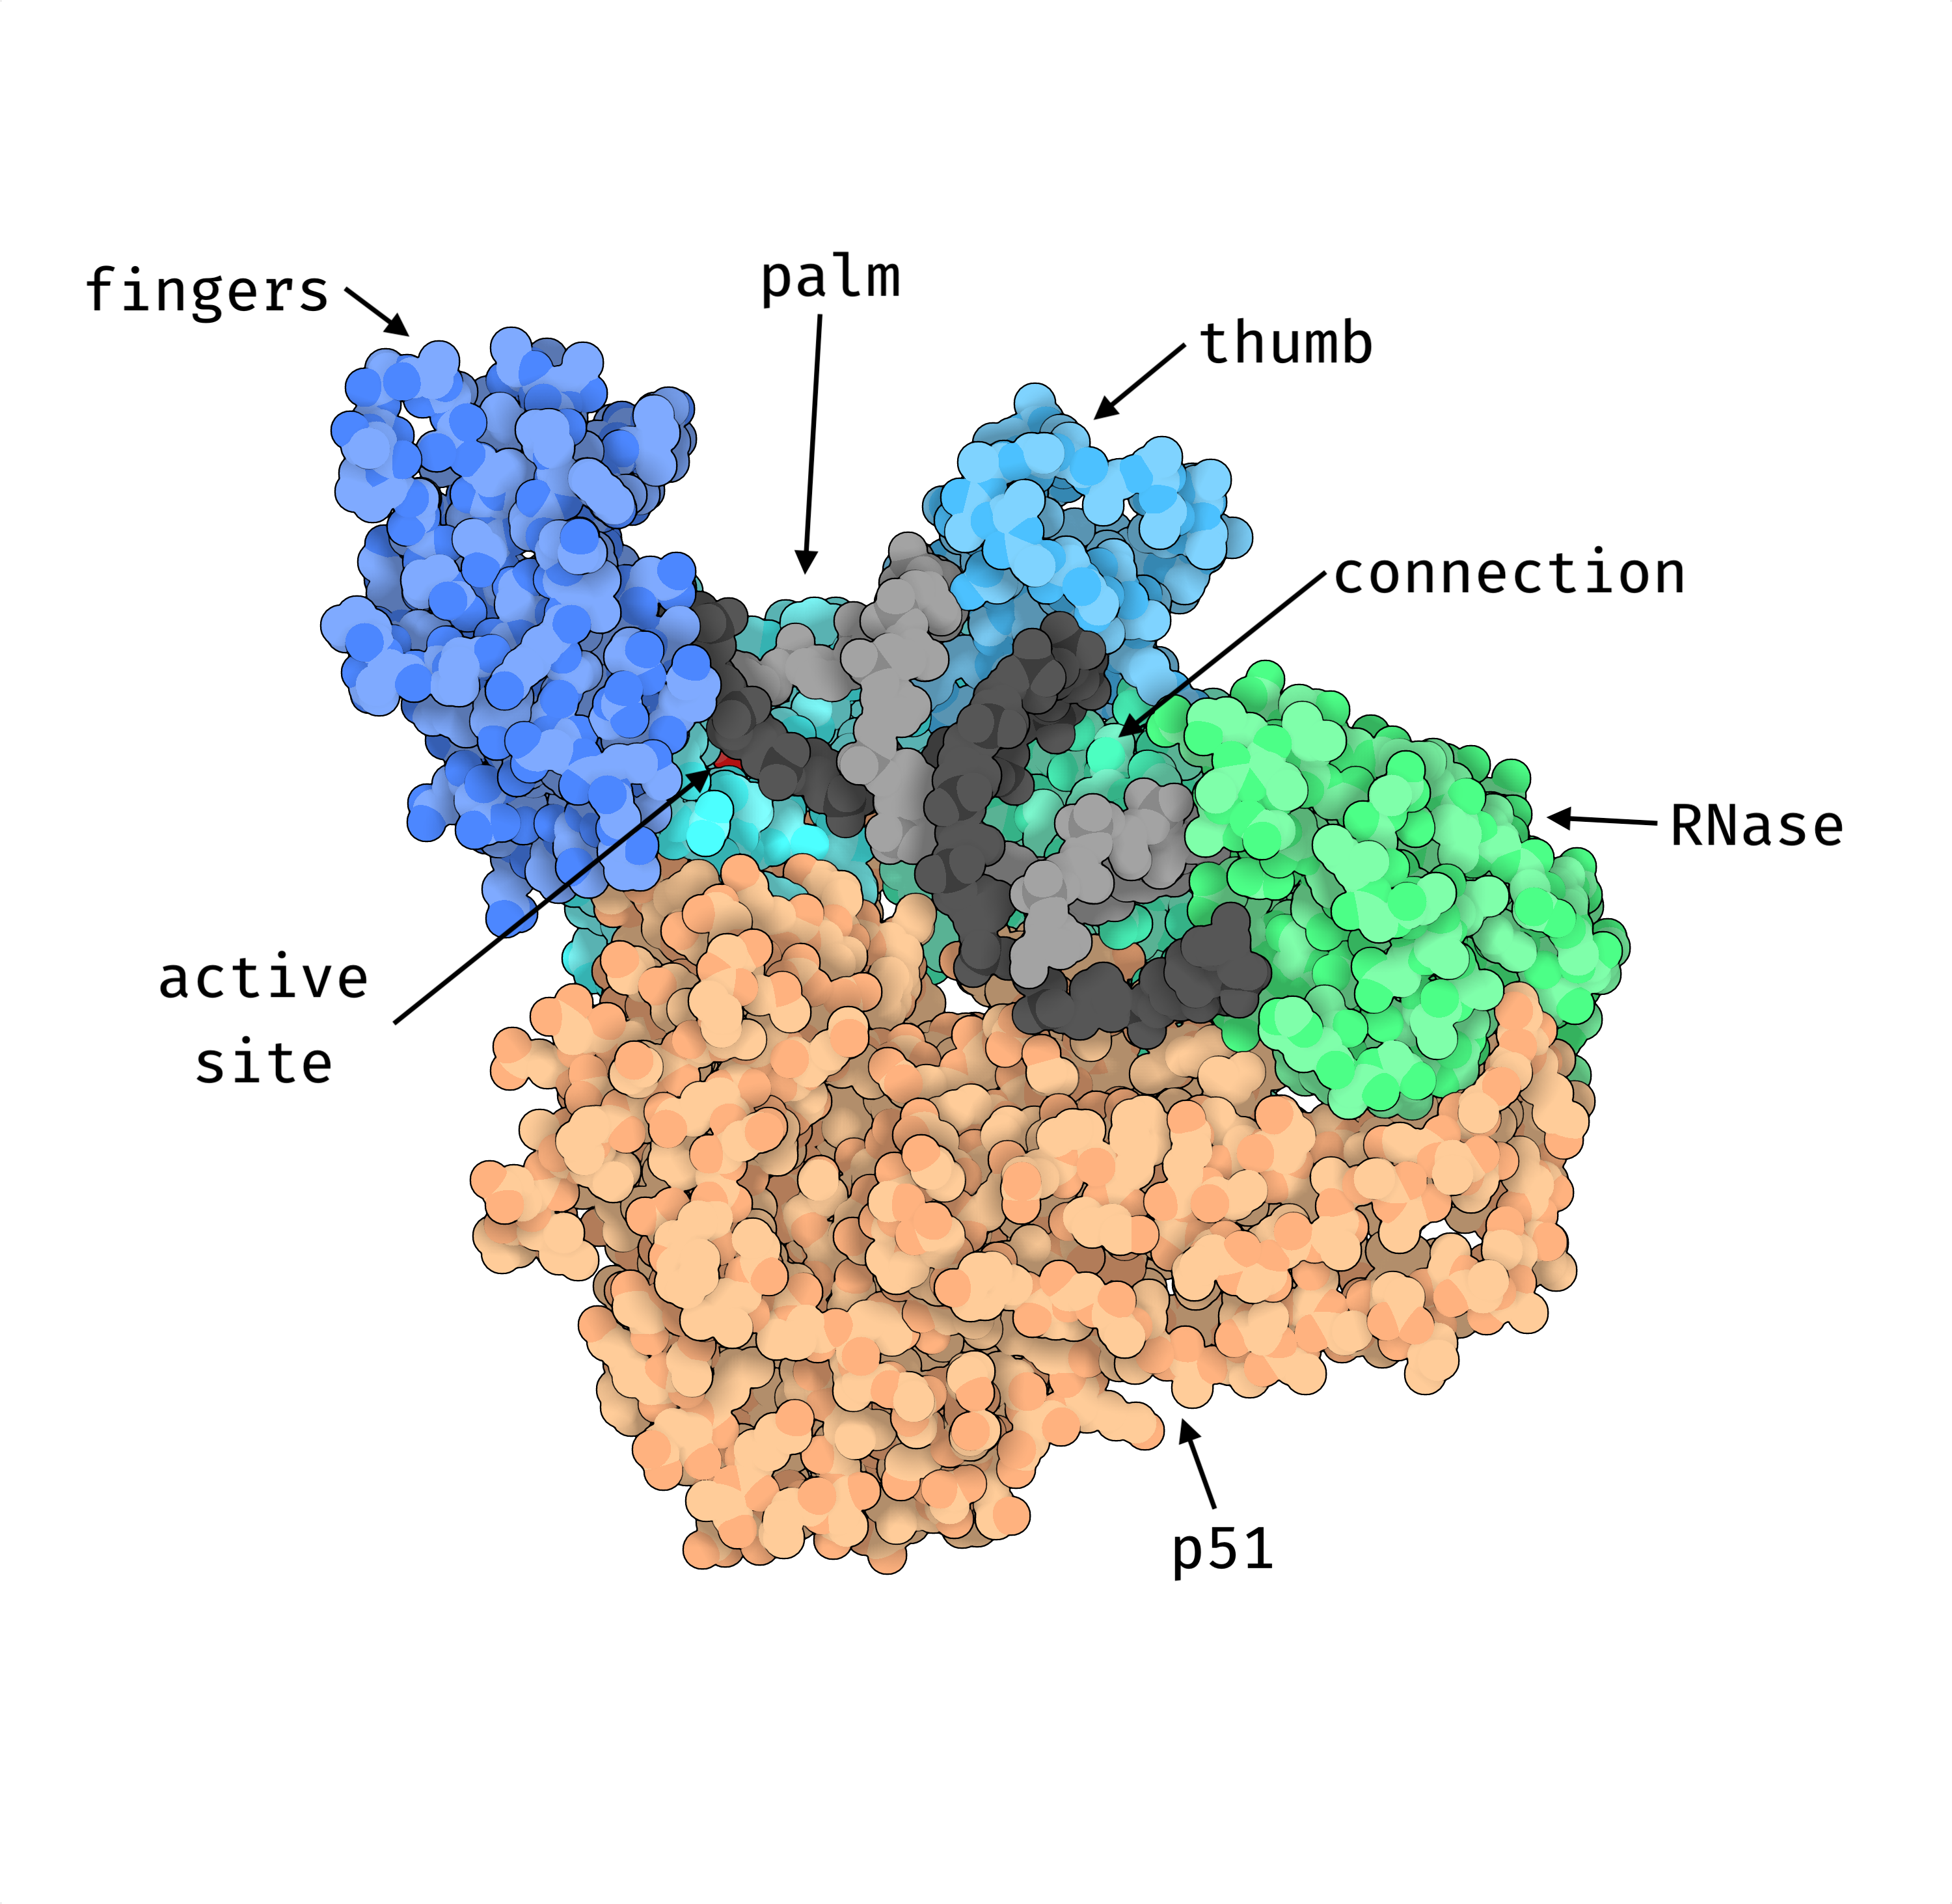 fingers
palm
thumb
connection
RNase
active
site
p51